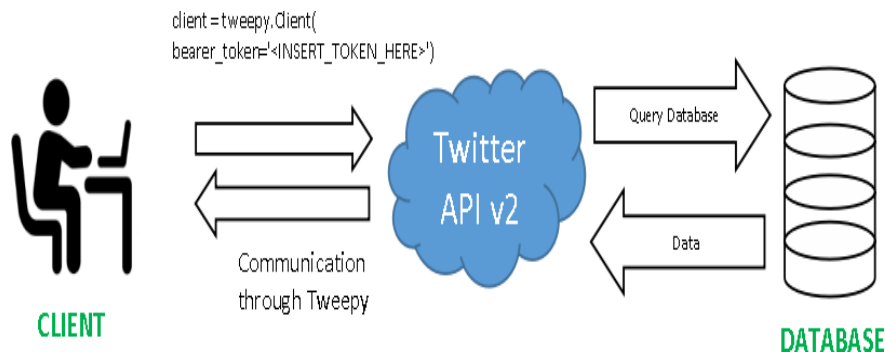 client = tweepy.Client(
bearer_token='<INSERT_TOKEN_HERE>')
Twitter
API v2
Query Database
Data
Communication
through Tweepy
CLIENT
DATABASE